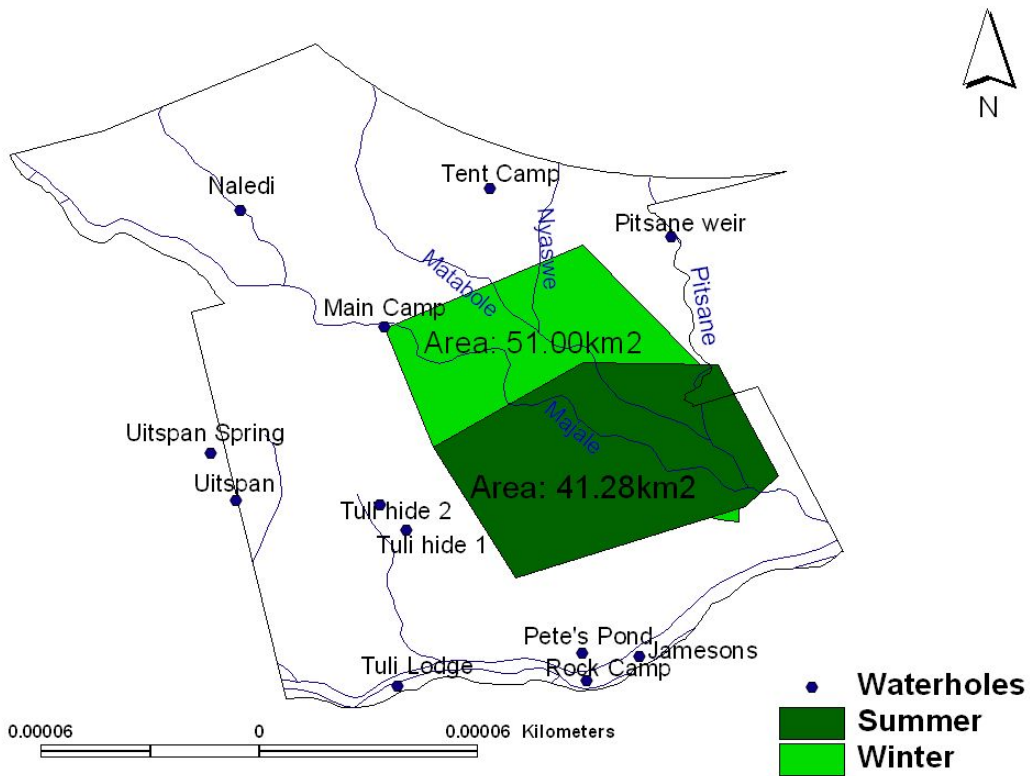 N
Tent Camp
Naledi
Nyaswe
Pitsane weir
Matabole
Pitsane
Main Camp
Area: 51.00km2
Majale
Uitspan Spring
Uitspan
Area: 41.28km2
Tuli hide 2
Tuli hide 1
Pete's Pond
Jamesons
Tuli Lodge
Rock Camp
Waterholes
Summer
Winter
0.00006 0 0.00006 Kilometers